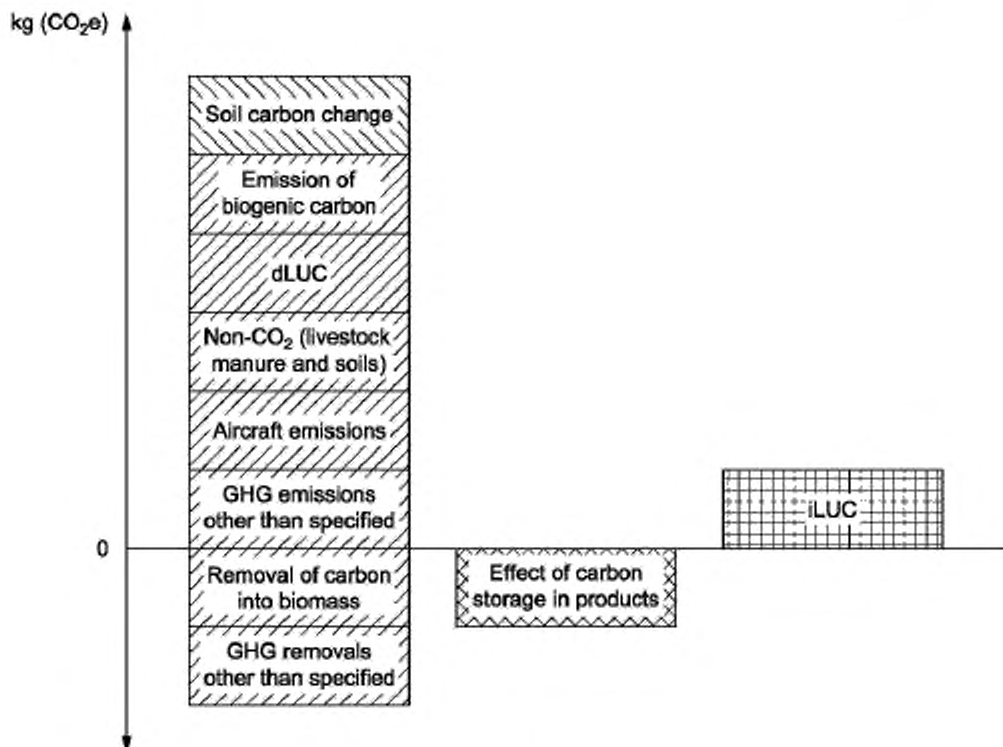 kg (CO₂e)
Soil carbon change
Emission of
biogenic carbon
dLUC
Non-CO₂ (livestock
manure and soils)
Aircraft emissions
GHG emissions
other than specified
iLUC
0
Removal of carbon
into biomass
Effect of carbon
storage in products
GHG removals
other than specified